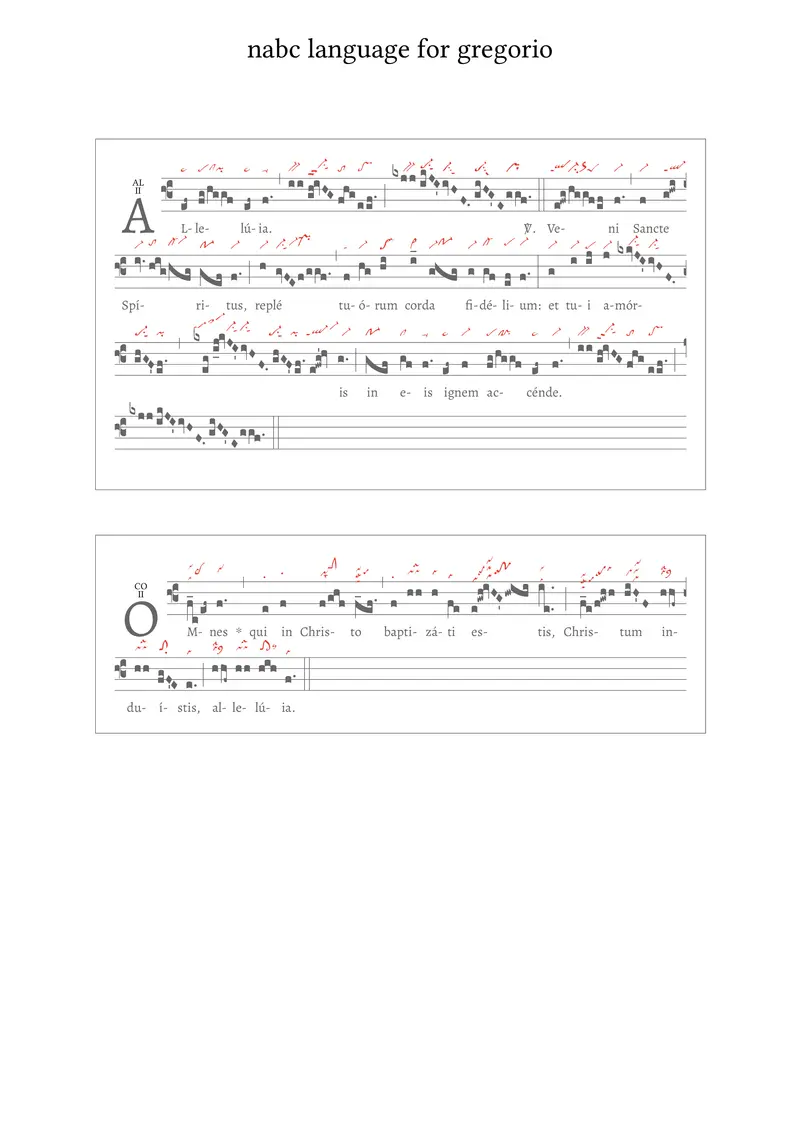 nabc language for gregorio
AL
II
A L- le- lú- ia. ℣. Ve- ni Sancte
Spí- ri- tus, replé tu- ó- rum corda fi- dé- li- um: et tu- i a-mór-
is in e- is ignem ac- cénde.
CO
II
O M- nes * qui in Chris- to bapti- zá- ti es- tis, Chris- tum in-
du- í- stis, al- le- lú- ia.